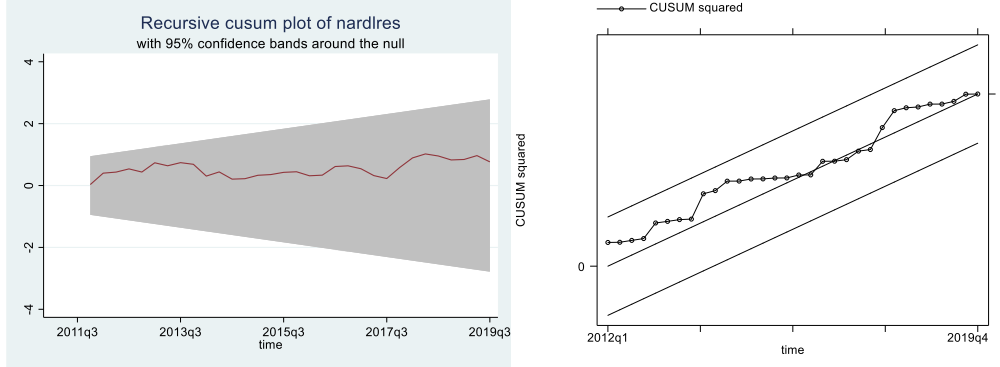 Recursive cusum plot of nardlres
with 95% confidence bands around the null
4
2
0
-2
-4
2011q3 2013q3 2015q3 2017q3 2019q3
time
CUSUM squared
CUSUM squared
0
2012q1 2019q4
time